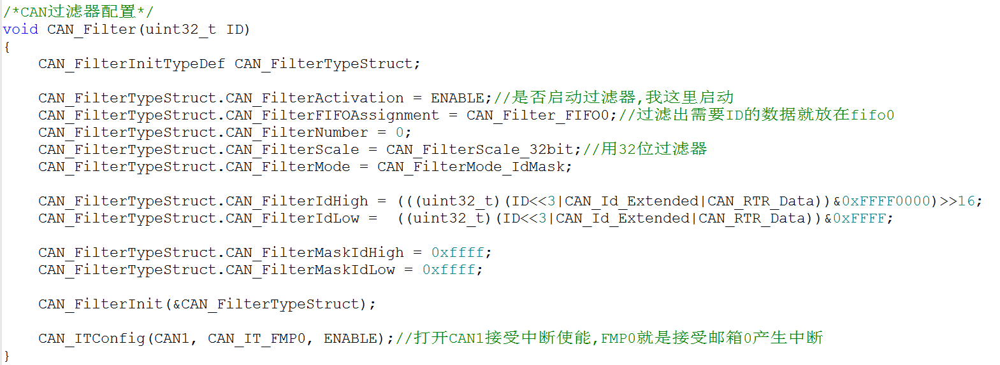 /*CAN过滤器配置*/
void CAN_Filter(uint32_t ID)
{
    CAN_FilterInitTypeDef CAN_FilterTypeStruct;

    CAN_FilterTypeStruct.CAN_FilterActivation = ENABLE;//是否启动过滤器,我这里启动
    CAN_FilterTypeStruct.CAN_FilterFIFOAssignment = CAN_Filter_FIFO0;//过滤出需要ID的数据就放在fifo0
    CAN_FilterTypeStruct.CAN_FilterNumber = 0;
    CAN_FilterTypeStruct.CAN_FilterScale = CAN_FilterScale_32bit;//用32位过滤器
    CAN_FilterTypeStruct.CAN_FilterMode = CAN_FilterMode_IdMask;

    CAN_FilterTypeStruct.CAN_FilterIdHigh = (((uint32_t)(ID<<3|CAN_Id_Extended|CAN_RTR_Data))&0xFFFF0000)>>16;
    CAN_FilterTypeStruct.CAN_FilterIdLow =  ((uint32_t)(ID<<3|CAN_Id_Extended|CAN_RTR_Data))&0xFFFF;

    CAN_FilterTypeStruct.CAN_FilterMaskIdHigh = 0xffff;
    CAN_FilterTypeStruct.CAN_FilterMaskIdLow = 0xffff;

    CAN_FilterInit(&CAN_FilterTypeStruct);

    CAN_ITConfig(CAN1, CAN_IT_FMP0, ENABLE);//打开CAN1接受中断使能,FMP0就是接受邮箱0产生中断
}